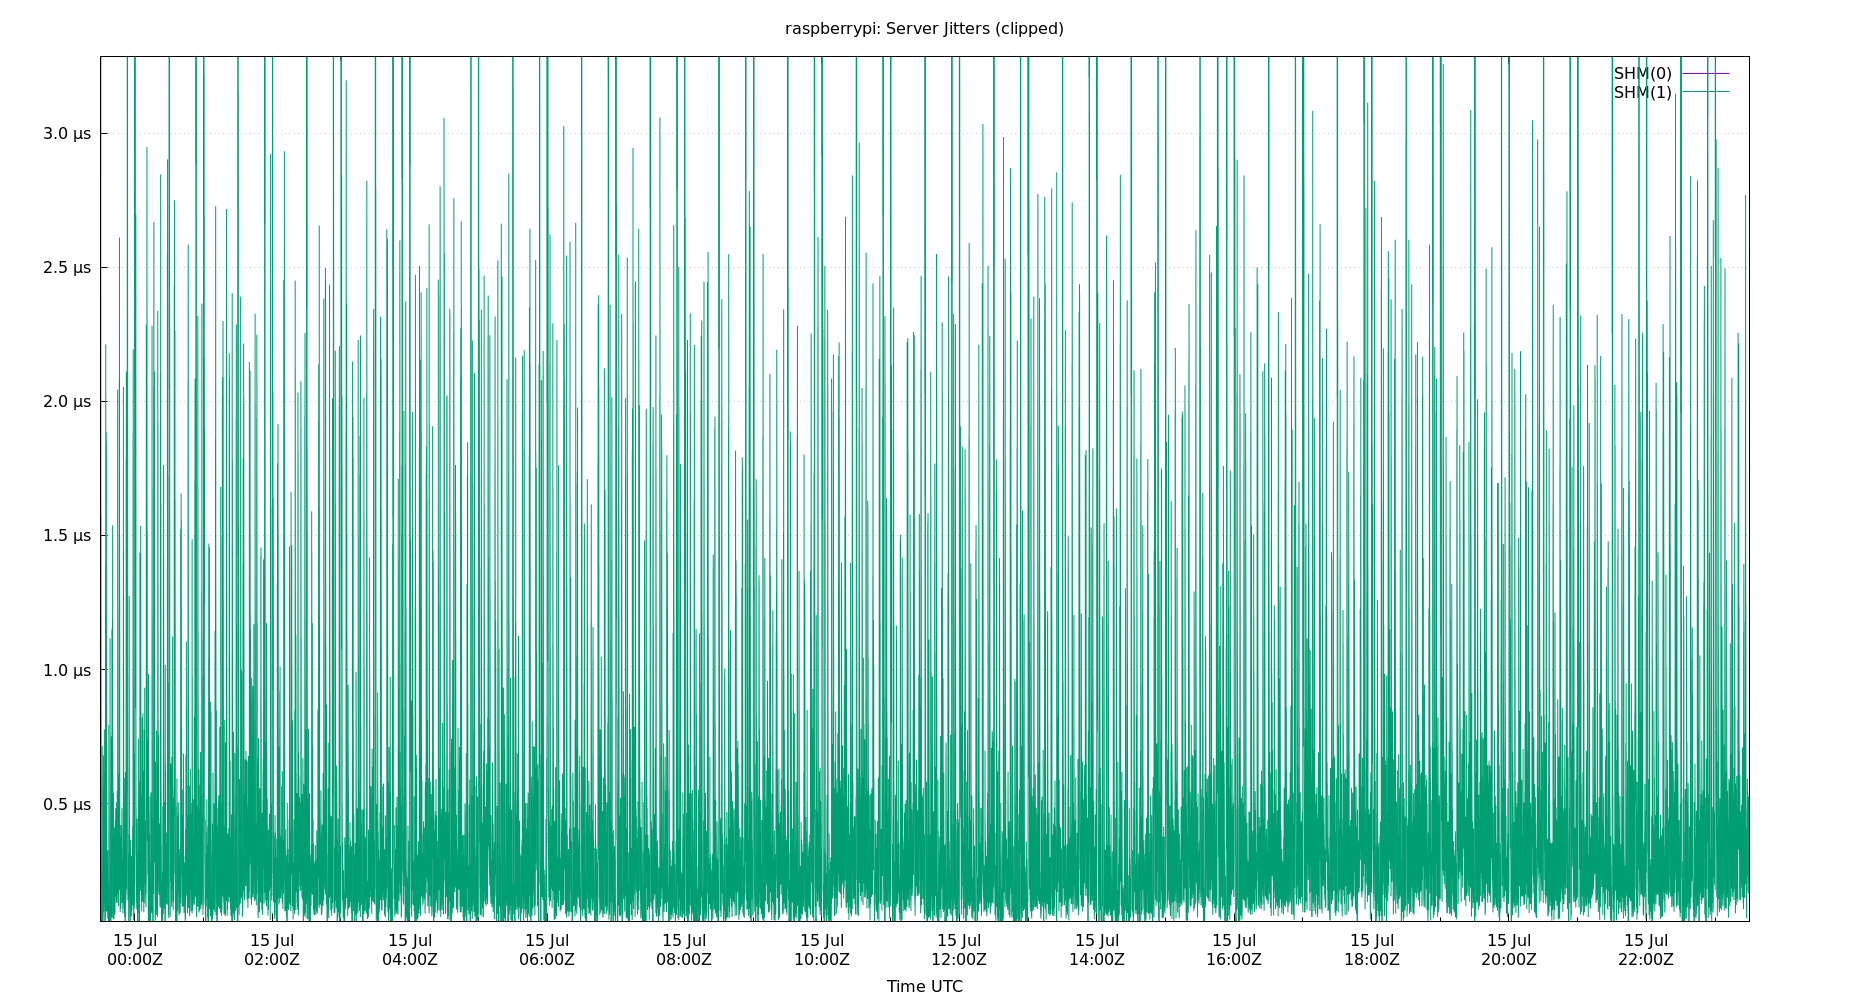 raspberrypi: Server Jitters (clipped)
SHM(0)
SHM(1)
3.0 µs
2.5 µs
2.0 µs
1.5 µs
1.0 µs
0.5 µs
15 Jul 15 Jul 15 Jul 15 Jul 15 Jul 15 Jul 15 Jul 15 Jul 15 Jul 15 Jul 15 Jul 15 Jul
00:00Z 02:00Z 04:00Z 06:00Z 08:00Z 10:00Z 12:00Z 14:00Z 16:00Z 18:00Z 20:00Z 22:00Z
Time UTC